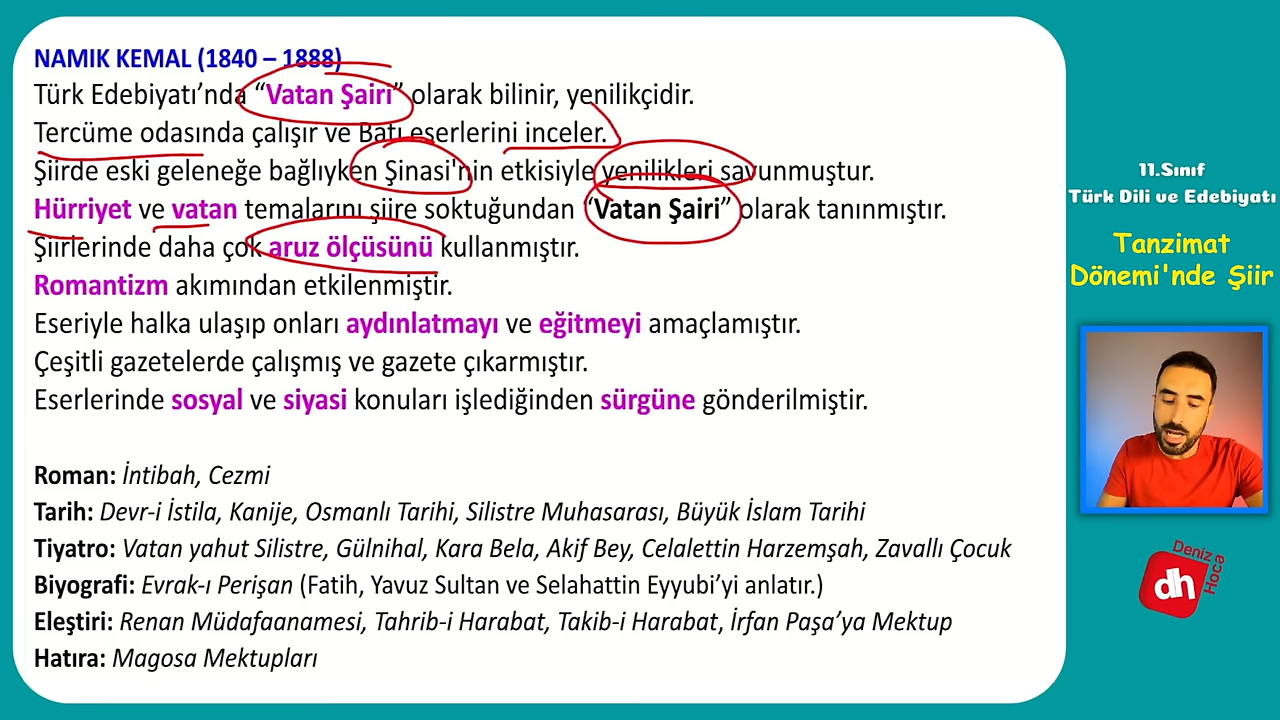 NAMIK KEMAL (1840 – 1888)
Türk Edebiyatı’nda “Vatan Şairi” olarak bilinir, yenilikçidir.
Tercüme odasında çalışır ve Batı eserlerini inceler.
Şiirde eski geleneğe bağlıyken Şinasi'nin etkisiyle yenilikleri savunmuştur.
Hürriyet ve vatan temalarını şiire soktuğundan “Vatan Şairi” olarak tanınmıştır.
Şiirlerinde daha çok aruz ölçüsünü kullanmıştır.
Romantizm akımından etkilenmiştir.
Eseriyle halka ulaşıp onları aydınlatmayı ve eğitmeyi amaçlamıştır.
Çeşitli gazetelerde çalışmış ve gazete çıkarmıştır.
Eserlerinde sosyal ve siyasi konuları işlediğinden sürgüne gönderilmiştir.
Roman: İntibah, Cezmi
Tarih: Devr-i İstila, Kanije, Osmanlı Tarihi, Silistre Muhasarası, Büyük İslam Tarihi
Tiyatro: Vatan yahut Silistre, Gülnihal, Kara Bela, Akif Bey, Celalettin Harzemşah, Zavallı Çocuk
Biyografi: Evrak-ı Perişan (Fatih, Yavuz Sultan ve Selahattin Eyyubi’yi anlatır.)
Eleştiri: Renan Müdafaanamesi, Tahrib-i Harabat, Takib-i Harabat, İrfan Paşa’ya Mektup
Hatıra: Magosa Mektupları
11.Sınıf
Türk Dili ve Edebiyatı
Tanzimat
Dönemi'nde Şiir
Deniz
Hoca
dh